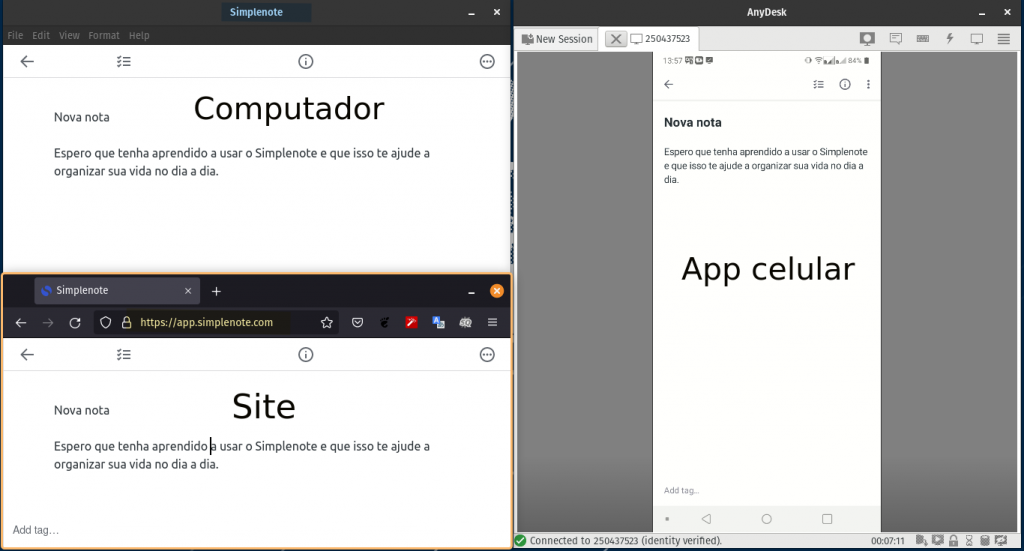 Simplenote
File Edit View Format Help
Computador
Nova nota
Espero que tenha aprendido a usar o Simplenote e que isso te ajude a
organizar sua vida no dia a dia.
Simplenote
https://app.simplenote.com
Site
Nova nota
Espero que tenha aprendido a usar o Simplenote e que isso te ajude a
organizar sua vida no dia a dia.
Add tag...
AnyDesk
New Session
250437523
13:57
84%
Nova nota
Espero que tenha aprendido a usar o Simplenote
e que isso te ajude a organizar sua vida no dia a
dia.
App celular
Add tag...
Connected to 250437523 (identity verified).
00:07:11